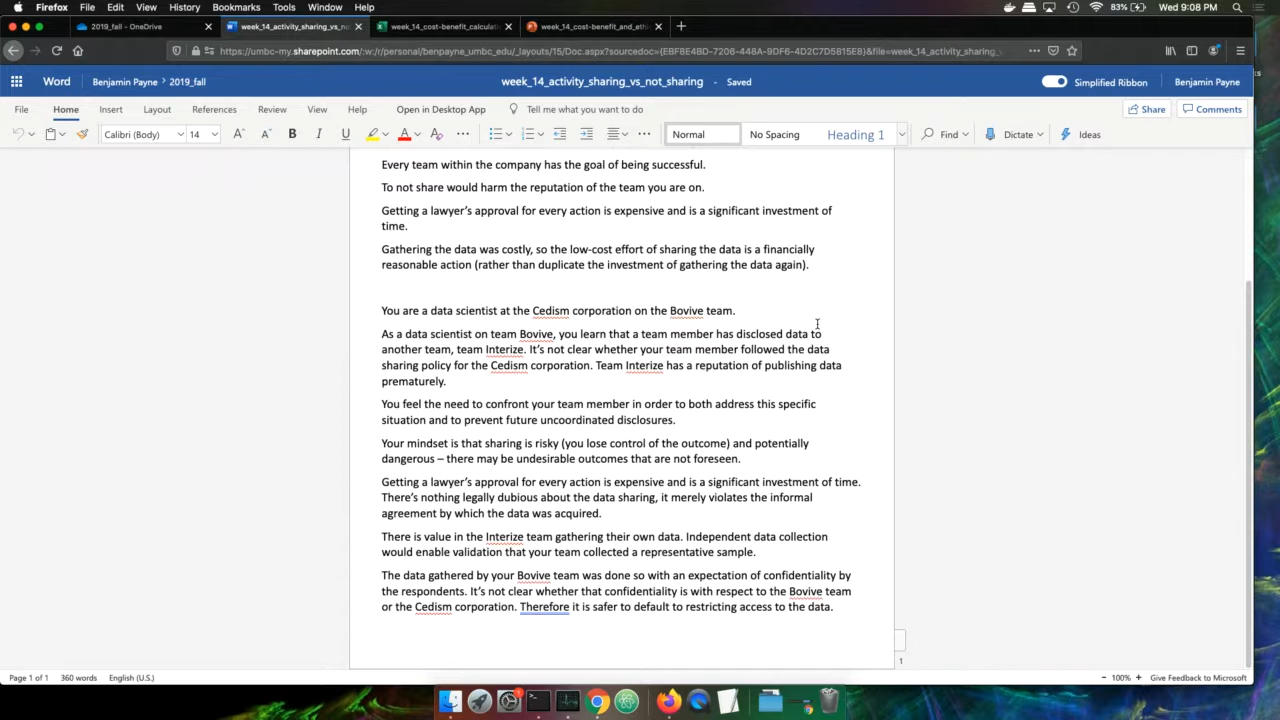 Firefox File Edit View History Bookmarks Tools Window Help 83% Wed 9:08 PM
2019_fall - OneDrive week_14_activity_sharing_vs_n week_14_cost-benefit_calculati week_14_cost-benefit_and_eth
https://umbc-my.sharepoint.com/:w:/r/personal/benpayne_umbc_edu/_layouts/15/Doc.aspx?sourcedoc={EBF8E4BD-7206-448A-9DF6-4D2C7D5815E8}&file=week_14_activity_sharing_v
Word Benjamin Payne > 2019_fall week_14_activity_sharing_vs_not_sharing - Saved Simplified Ribbon Benjamin Payne
File Home Insert Layout References Review View Help Open in Desktop App Tell me what you want to do Share Comments
Calibri (Body) 14 A A B I U A Normal No Spacing Heading 1 Find Dictate Ideas
Every team within the company has the goal of being successful.
To not share would harm the reputation of the team you are on.
Getting a lawyer's approval for every action is expensive and is a significant investment of
time.
Gathering the data was costly, so the low-cost effort of sharing the data is a financially
reasonable action (rather than duplicate the investment of gathering the data again).
You are a data scientist at the Cedism corporation on the Bovive team.
As a data scientist on team Bovive, you learn that a team member has disclosed data to
another team, team Interize. It's not clear whether your team member followed the data
sharing policy for the Cedism corporation. Team Interize has a reputation of publishing data
prematurely.
You feel the need to confront your team member in order to both address this specific
situation and to prevent future uncoordinated disclosures.
Your mindset is that sharing is risky (you lose control of the outcome) and potentially
dangerous – there may be undesirable outcomes that are not foreseen.
Getting a lawyer's approval for every action is expensive and is a significant investment of time.
There's nothing legally dubious about the data sharing, it merely violates the informal
agreement by which the data was acquired.
There is value in the Interize team gathering their own data. Independent data collection
would enable validation that your team collected a representative sample.
The data gathered by your Bovive team was done so with an expectation of confidentiality by
the respondents. It's not clear whether that confidentiality is with respect to the Bovive team
or the Cedism corporation. Therefore it is safer to default to restricting access to the data.
1
Page 1 of 1 360 words English (U.S.) - 100% + Give Feedback to Microsoft